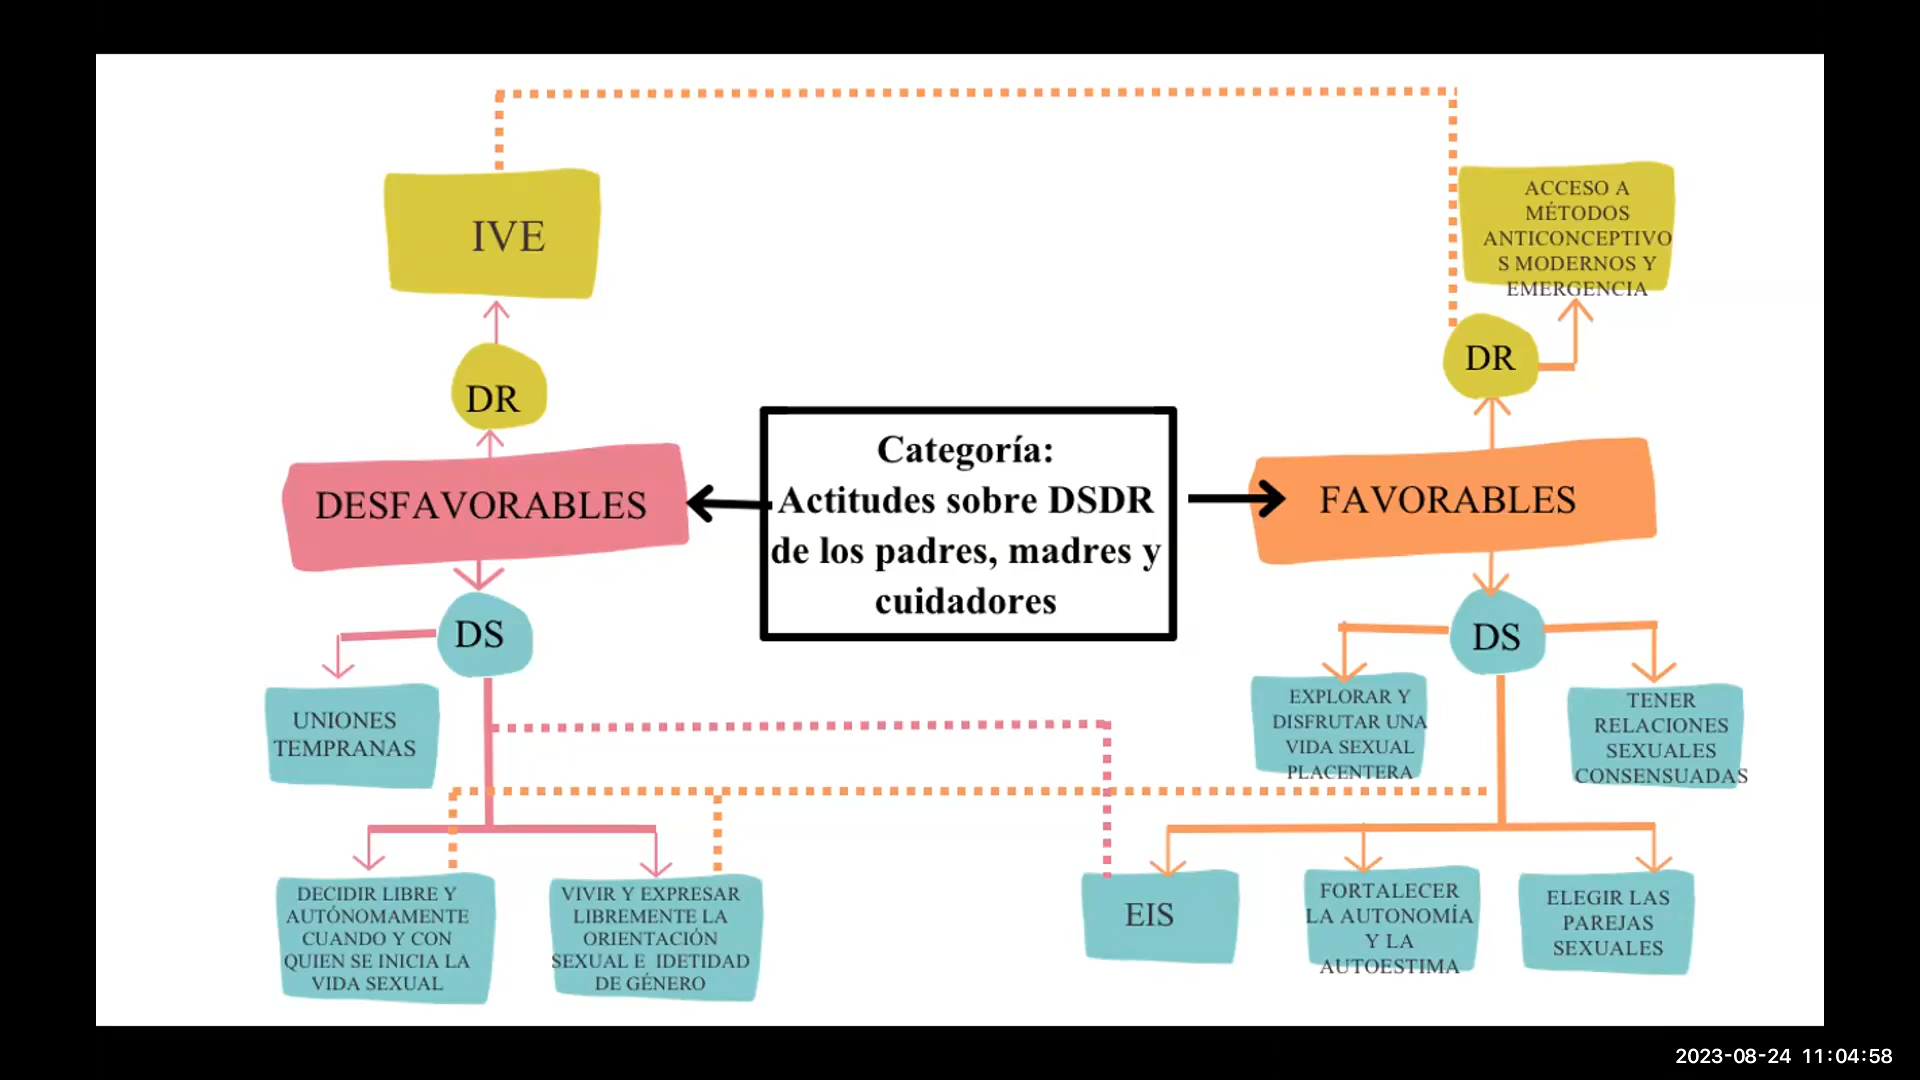 IVE
ACCESO A
MÉTODOS
ANTICONCEPTIVO
S MODERNOS Y
EMERGENCIA
DR
DR
Categoría:
Actitudes sobre DSDR
de los padres, madres y
cuidadores
DESFAVORABLES
FAVORABLES
DS
DS
UNIONES
TEMPRANAS
EXPLORAR Y
DISFRUTAR UNA
VIDA SEXUAL
PLACENTERA
TENER
RELACIONES
SEXUALES
CONSENSUADAS
DECIDIR LIBRE Y
AUTÓNOMAMENTE
CUANDO Y CON
QUIEN SE INICIA LA
VIDA SEXUAL
VIVIR Y EXPRESAR
LIBREMENTE LA
ORIENTACIÓN
SEXUAL E IDETIDAD
DE GÉNERO
EIS
FORTALECER
LA AUTONOMÍA
Y LA
AUTOESTIMA
ELEGIR LAS
PAREJAS
SEXUALES
2023-08-24 11:04:58